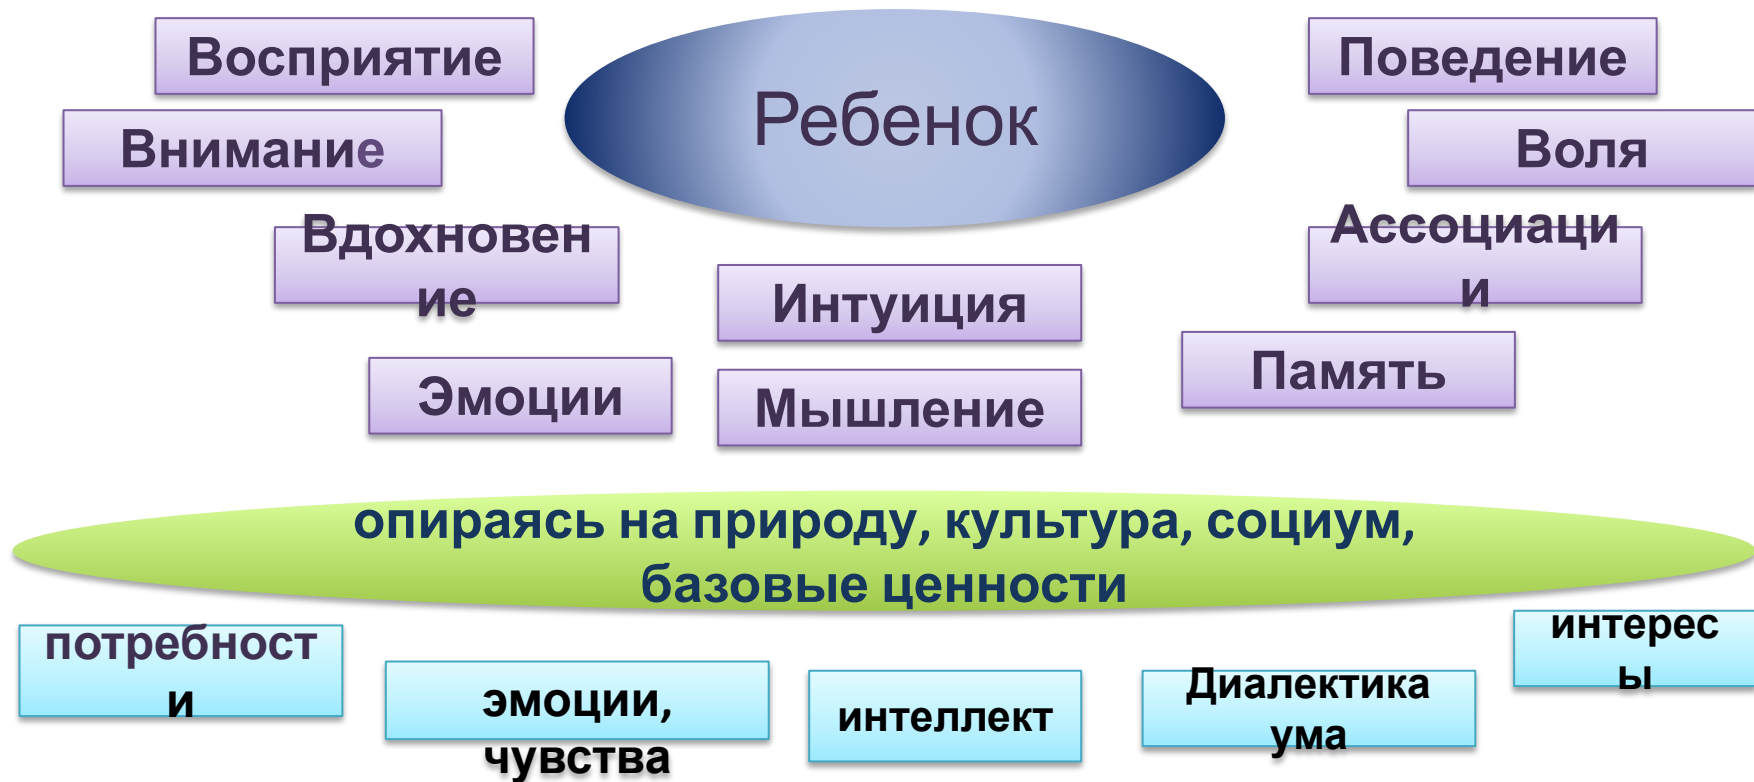 Восприятие
Ребенок
Поведение
Внимание
Воля
Вдохновен
ие
Ассоциаци
и
Интуиция
Память
Эмоции
Мышление
опираясь на природу, культура, социум,
базовые ценности
потребност
и
эмоции,
чувства
интеллект
Диалектика
ума
интерес
ы